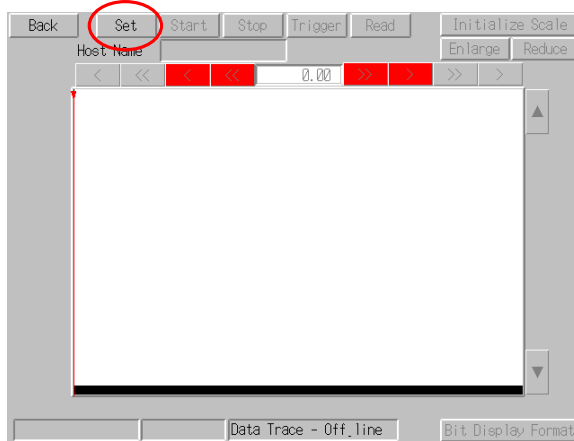 Back Set Start Stop Trigger Read Initialize Scale
Host Name Enlarge Reduce
< << < << 0.00 >> > >> >
Data Trace - Off_line Bit Display Format